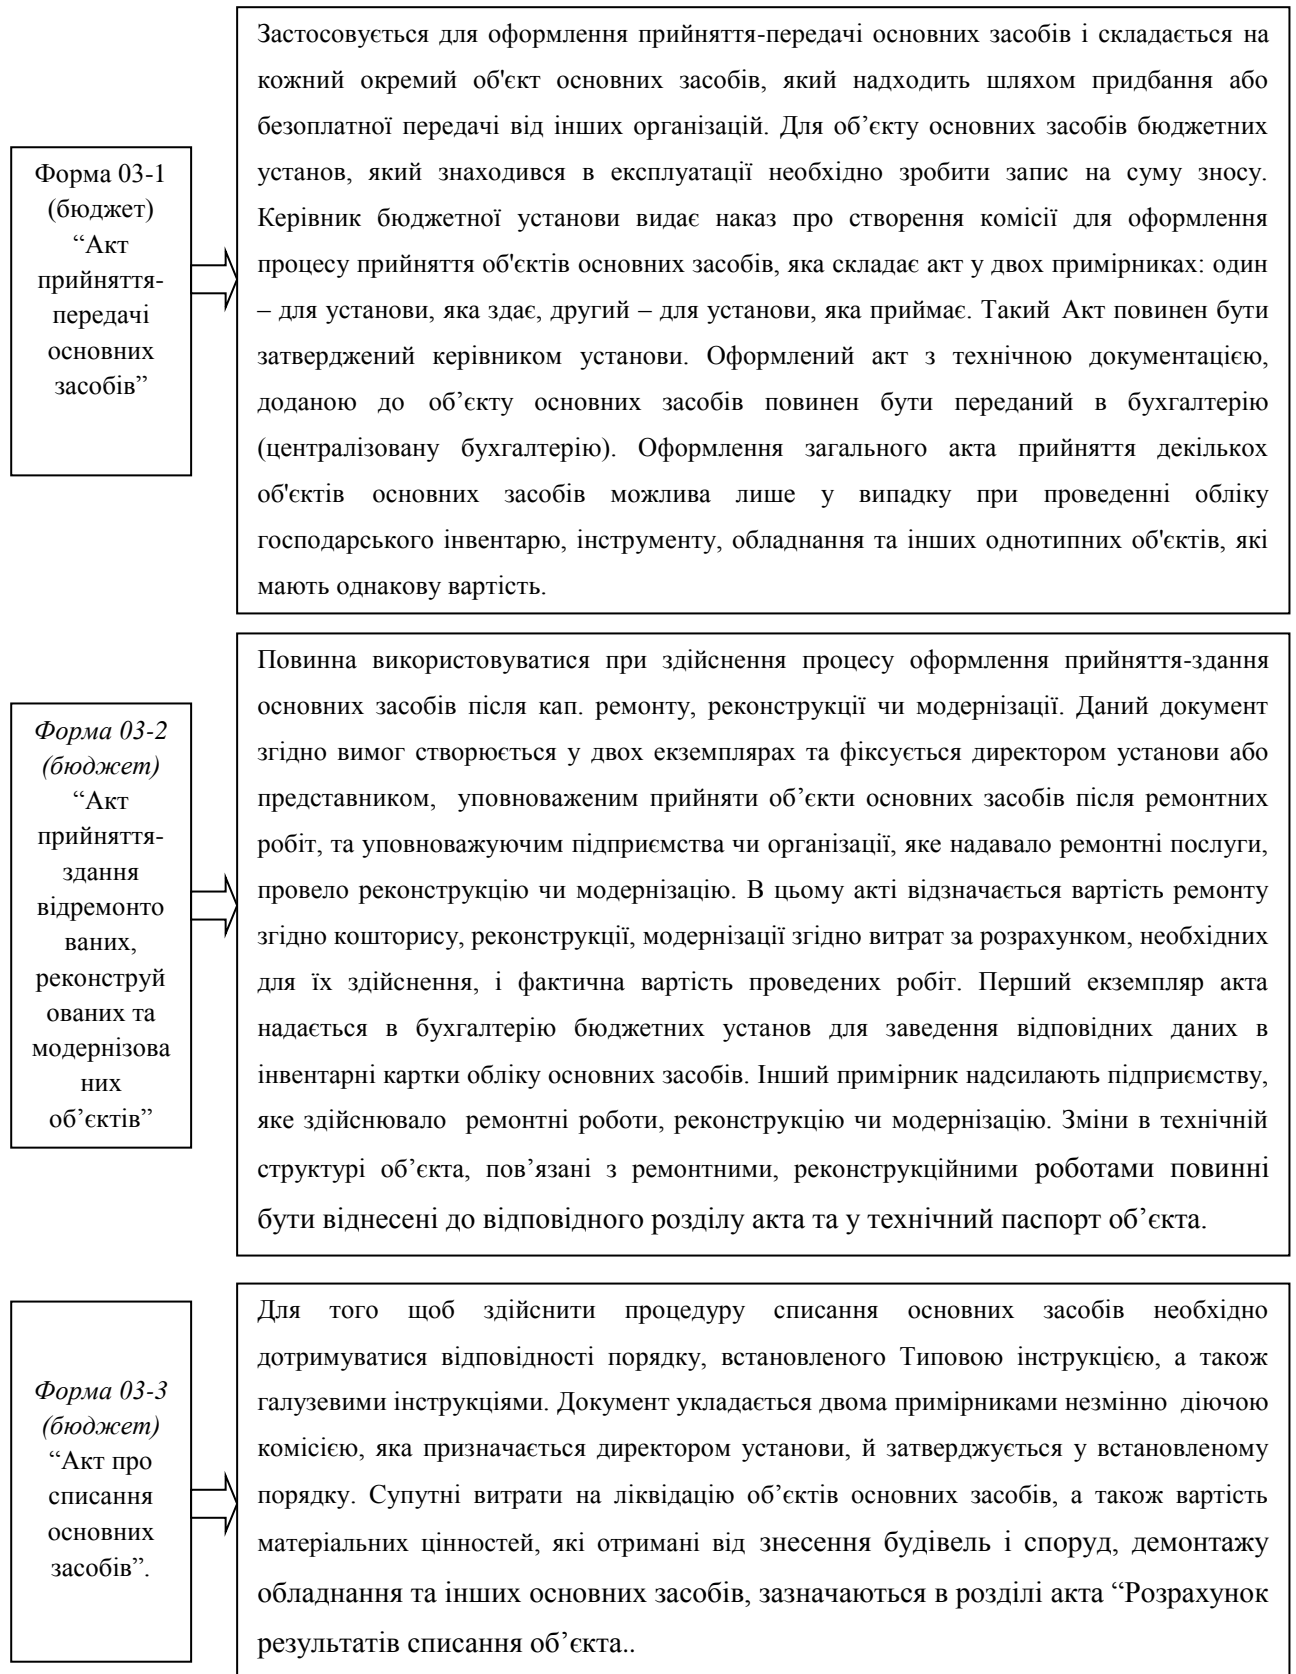 Форма 03-1
(бюджет)
“Акт
прийняття-
передачі
основних
засобів”
Застосовується для оформлення прийняття-передачі основних засобів і складається на
кожний окремий об'єкт основних засобів, який надходить шляхом придбання або
безоплатної передачі від інших організацій. Для об’єкту основних засобів бюджетних
установ, який знаходився в експлуатації необхідно зробити запис на суму зносу.
Керівник бюджетної установи видає наказ про створення комісії для оформлення
процесу прийняття об'єктів основних засобів, яка складає акт у двох примірниках: один
– для установи, яка здає, другий – для установи, яка приймає. Такий Акт повинен бути
затверджений керівником установи. Оформлений акт з технічною документацією,
доданою до об’єкту основних засобів повинен бути переданий в бухгалтерію
(централізовану бухгалтерію). Оформлення загального акта прийняття декількох
об'єктів основних засобів можлива лише у випадку при проведенні обліку
господарського інвентарю, інструменту, обладнання та інших однотипних об'єктів, які
мають однакову вартість.
Форма 03-2
(бюджет)
“Акт
прийняття-
здання
відремонто
ваних,
реконструй
ованих та
модернізова
них
об’єктів”
Повинна використовуватися при здійснення процесу оформлення прийняття-здання
основних засобів після кап. ремонту, реконструкції чи модернізації. Даний документ
згідно вимог створюється у двох екземплярах та фіксується директором установи або
представником, уповноваженим прийняти об’єкти основних засобів після ремонтних
робіт, та уповноважуючим підприємства чи організації, яке надавало ремонтні послуги,
провело реконструкцію чи модернізацію. В цьому акті відзначається вартість ремонту
згідно кошторису, реконструкції, модернізації згідно витрат за розрахунком, необхідних
для їх здійснення, і фактична вартість проведених робіт. Перший екземпляр акта
надається в бухгалтерію бюджетних установ для заведення відповідних даних в
інвентарні картки обліку основних засобів. Інший примірник надсилають підприємству,
яке здійснювало ремонтні роботи, реконструкцію чи модернізацію. Зміни в технічній
структурі об’єкта, пов’язані з ремонтними, реконструкційними роботами повинні
бути віднесені до відповідного розділу акта та у технічний паспорт об’єкта.
Форма 03-3
(бюджет)
“Акт про
списання
основних
засобів”.
Для того щоб здійснити процедуру списання основних засобів необхідно
дотримуватися відповідності порядку, встановленого Типовою інструкцією, а також
галузевими інструкціями. Документ укладається двома примірниками незмінно діючою
комісією, яка призначається директором установи, й затверджується у встановленому
порядку. Супутні витрати на ліквідацію об’єктів основних засобів, а також вартість
матеріальних цінностей, які отримані від знесення будівель і споруд, демонтажу
обладнання та інших основних засобів, зазначаються в розділі акта “Розрахунок
результатів списання об’єкта..